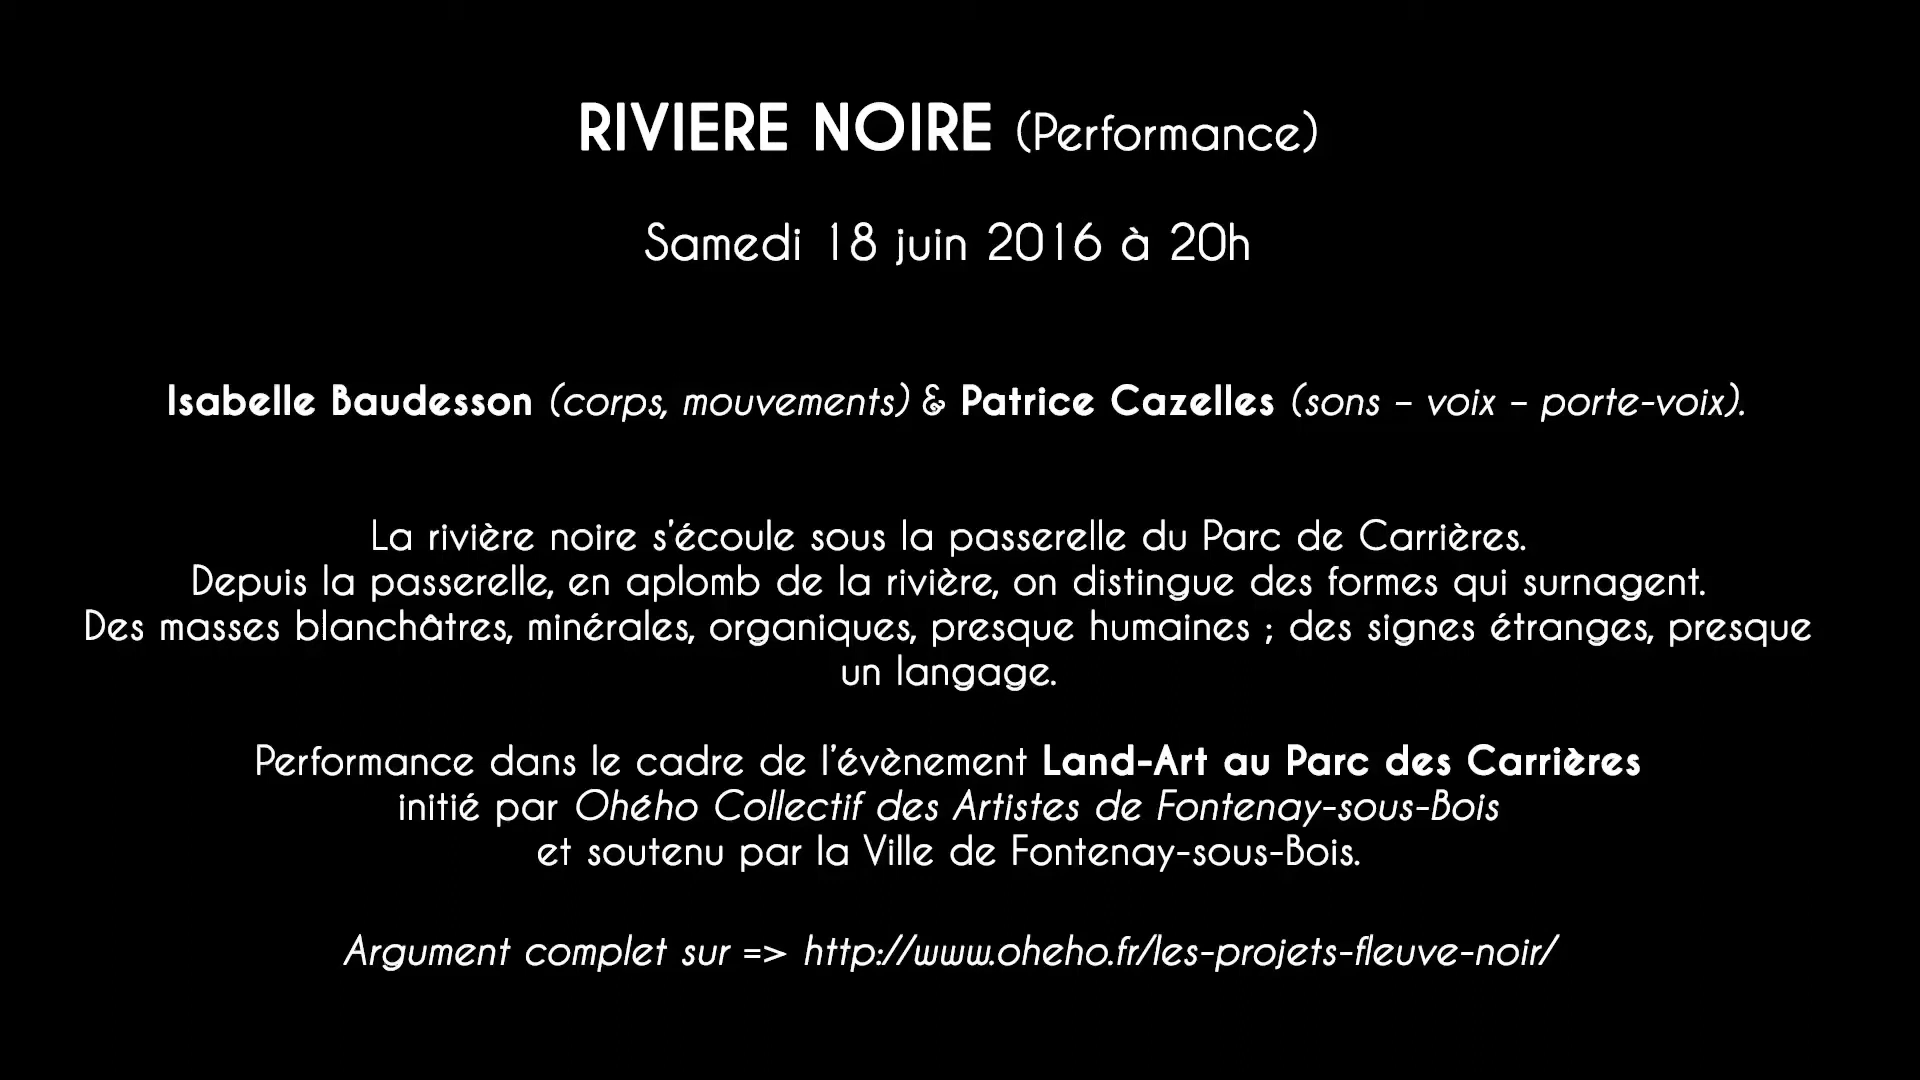 RIVIERE NOIRE (Performance)
Samedi 18 juin 2016 à 20h
Isabelle Baudesson (corps, mouvements) & Patrice Cazelles (sons – voix – porte-voix).
La rivière noire s'écoule sous la passerelle du Parc de Carrières.
Depuis la passerelle, en aplomb de la rivière, on distingue des formes qui surnagent.
Des masses blanchâtres, minérales, organiques, presque humaines ; des signes étranges, presque
un langage.
Performance dans le cadre de l'évènement Land-Art au Parc des Carrières
initié par Ohého Collectif des Artistes de Fontenay-sous-Bois
et soutenu par la Ville de Fontenay-sous-Bois.
Argument complet sur => http://www.oheho.fr/les-projets-fleuve-noir/